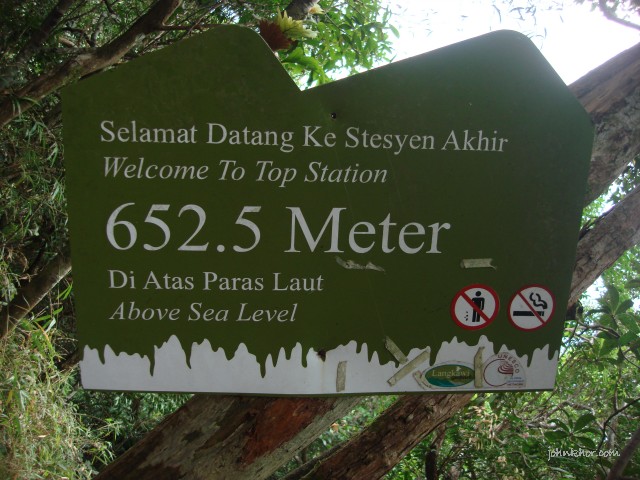 Selamat Datang Ke Stesyen Akhir
Welcome To Top Station
652.5 Meter
Di Atas Paras Laut
Above Sea Level
Langkawi
johnkhor.com